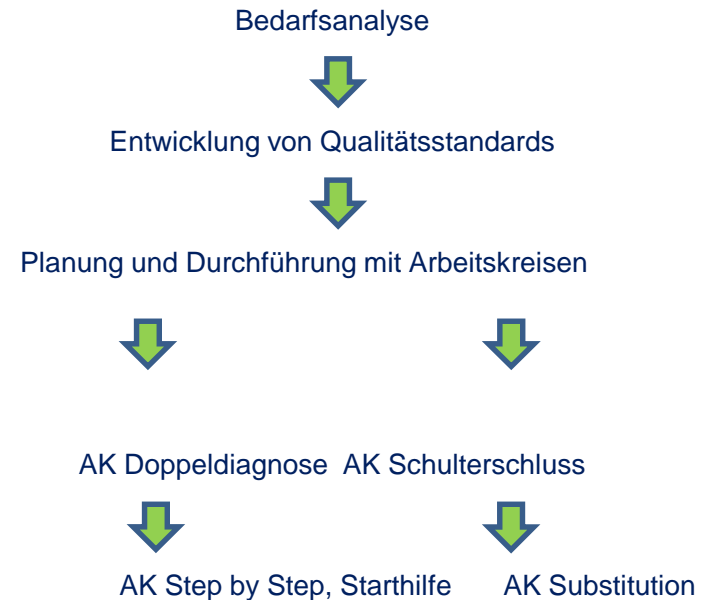 Bedarfsanalyse
Entwicklung von Qualitätsstandards
Planung und Durchführung mit Arbeitskreisen
AK Doppeldiagnose AK Schulterschluss
AK Step by Step, Starthilfe AK Substitution